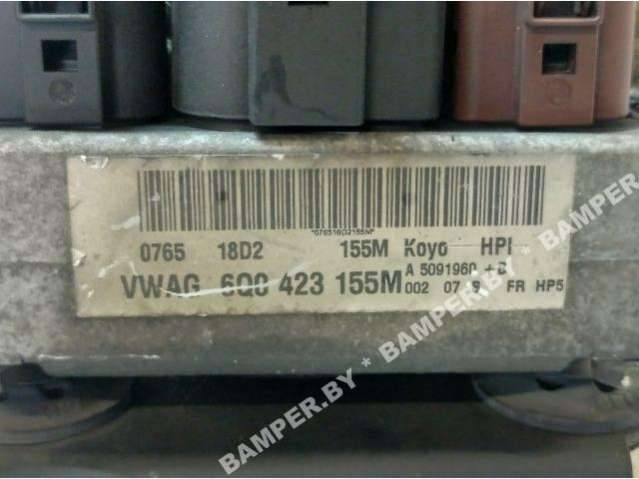 *076518D2155M*
0765 18D2 155M Koyo HPI
VWAG 6Q0 423 155M
A 5091960 +B
002 07 9 FR HP5
BAMPER.BY * BAMPER.BY * BAMPER.BY